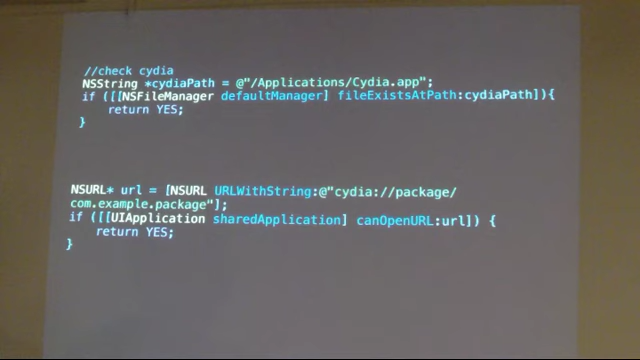 //check cydia
NSString *cydiaPath = @"/Applications/Cydia.app";
if ([[NSFileManager defaultManager] fileExistsAtPath:cydiaPath]){
return YES;
}
NSURL* url = [NSURL URLWithString:@"cydia://package/
com.example.package"];
if ([[UIApplication sharedApplication] canOpenURL:url]) {
return YES;
}